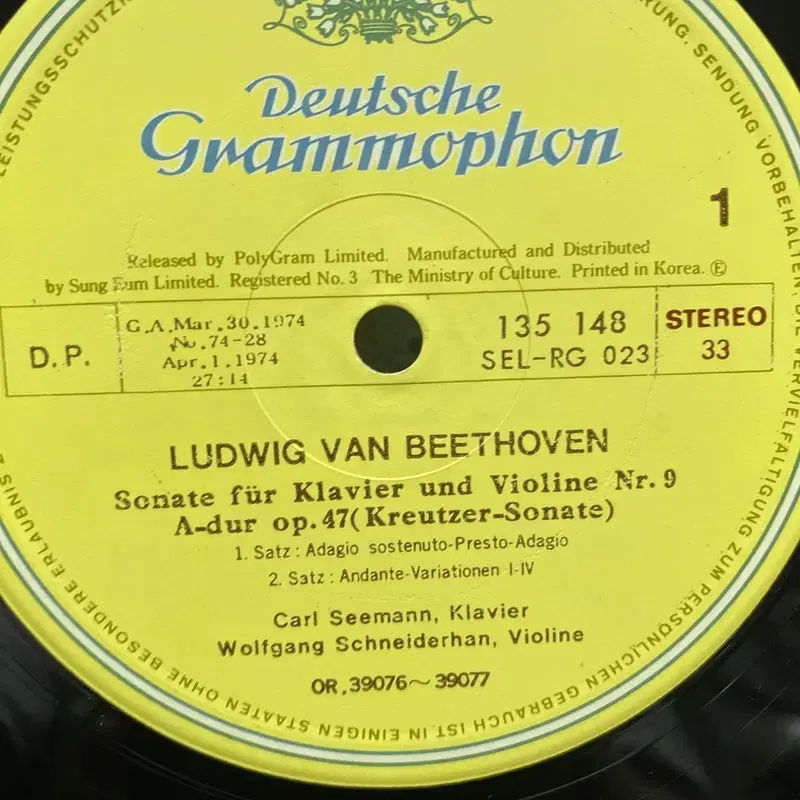 Deutsche
Grammophon
1
Released by PolyGram Limited. Manufactured and Distributed
by Sung Eum Limited. Registered No. 3 The Ministry of Culture. Printed in Korea. Ⓔ
D.P.
C.A.Mar.30.1974
No.74-28
Apr.1.1974
27:14
135 148
SEL-RG 023
STEREO
33
LUDWIG VAN BEETHOVEN
Sonate für Klavier und Violine Nr. 9
A-dur op. 47(Kreutzer-Sonate)
1. Satz: Adagio sostenuto-Presto-Adagio
2. Satz: Andante-Variationen I-IV
Carl Seemann, Klavier
Wolfgang Schneiderhan, Violine
OR.39076~39077
SENDUNG VORBEHALTEN. DIE VERVIELFÄLTIGUNG ZUM PERSÖNLICHEN GEBRAUCH IST IN EINIGEN STAATEN OHNE BESONDERE ERLAUBNIS